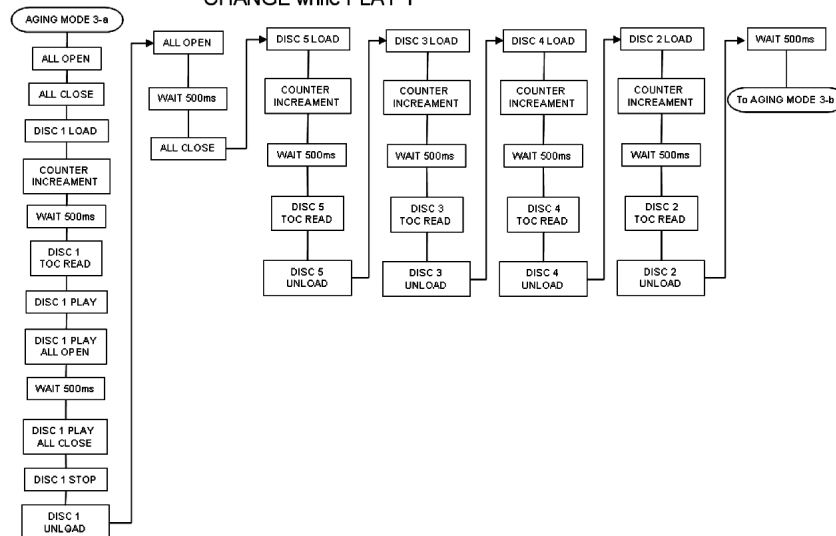 CHANGE while PLAY 1
AGING MODE 3-a
ALL OPEN
ALL CLOSE
DISC 1 LOAD
COUNTER
INCREAMENT
WAIT 500ms
DISC 1
TOC READ
DISC 1 PLAY
DISC 1 PLAY
ALL OPEN
WAIT 500ms
DISC 1 PLAY
ALL CLOSE
DISC 1 STOP
DISC 1
UNLOAD
ALL OPEN
WAIT 500ms
ALL CLOSE
DISC 5 LOAD
COUNTER
INCREAMENT
WAIT 500ms
DISC 5
TOC READ
DISC 5
UNLOAD
DISC 3 LOAD
COUNTER
INCREAMENT
WAIT 500ms
DISC 3
TOC READ
DISC 3
UNLOAD
DISC 4 LOAD
COUNTER
INCREAMENT
WAIT 500ms
DISC 4
TOC READ
DISC 4
UNLOAD
DISC 2 LOAD
COUNTER
INCREAMENT
WAIT 500ms
DISC 2
TOC READ
DISC 2
UNLOAD
WAIT 500ms
To AGING MODE 3-b